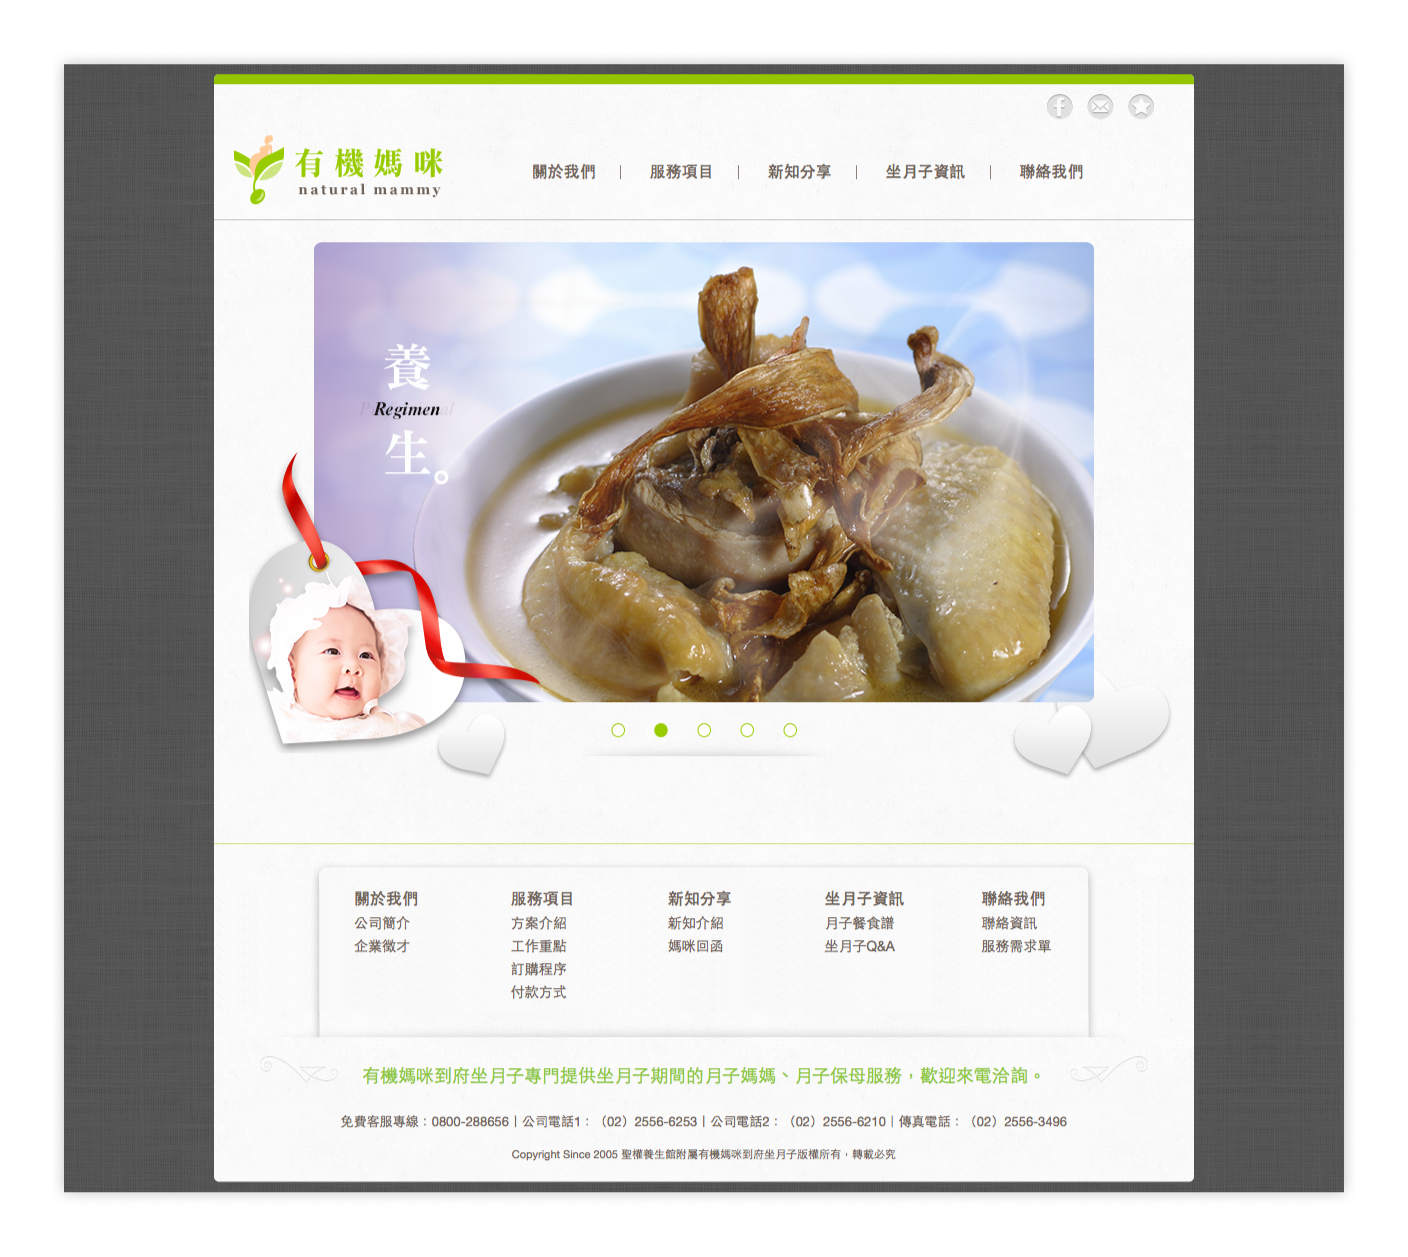 有機媽咪
natural mammy
關於我們 | 服務項目 | 新知分享 | 坐月子資訊 | 聯絡我們
養
Regimen
生。
關於我們 服務項目 新知分享 坐月子資訊 聯絡我們
公司簡介 方案介紹 新知介紹 月子餐食譜 聯絡資訊
企業徵才 工作重點 媽咪回函 坐月子Q&A 服務需求單
訂購程序
付款方式
有機媽咪到府坐月子專門提供坐月子期間的月子媽媽、月子保母服務，歡迎來電洽詢。
免費客服專線：0800-288656 | 公司電話1：（02）2556-6253 | 公司電話2：（02）2556-6210 | 傳真電話：（02）2556-3496
Copyright Since 2005 聖權養生館附屬有機媽咪到府坐月子版權所有，轉載必究